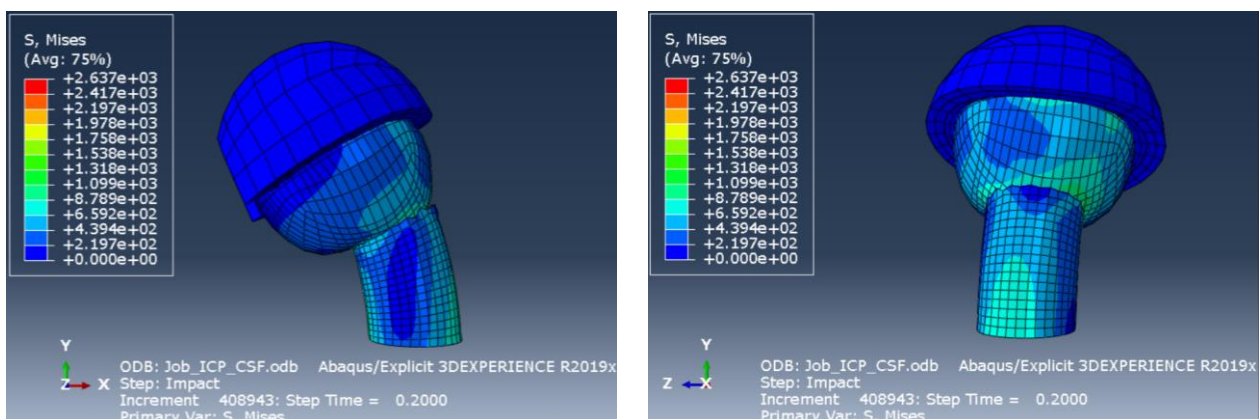 S, Mises
(Avg: 75%)
+2.637e+03
+2.417e+03
+2.197e+03
+1.978e+03
+1.758e+03
+1.538e+03
+1.318e+03
+1.099e+03
+8.789e+02
+6.592e+02
+4.394e+02
+2.197e+02
+0.000e+00
Y
Z X
ODB: Job_ICP_CSF.odb Abaqus/Explicit 3DEXPERIENCE R2019x
Step: Impact
Increment 408943: Step Time = 0.2000
Primary Var: S, Mises
S, Mises
(Avg: 75%)
+2.637e+03
+2.417e+03
+2.197e+03
+1.978e+03
+1.758e+03
+1.538e+03
+1.318e+03
+1.099e+03
+8.789e+02
+6.592e+02
+4.394e+02
+2.197e+02
+0.000e+00
Y
Z X
ODB: Job_ICP_CSF.odb Abaqus/Explicit 3DEXPERIENCE R2019x
Step: Impact
Increment 408943: Step Time = 0.2000
Primary Var: S, Mises